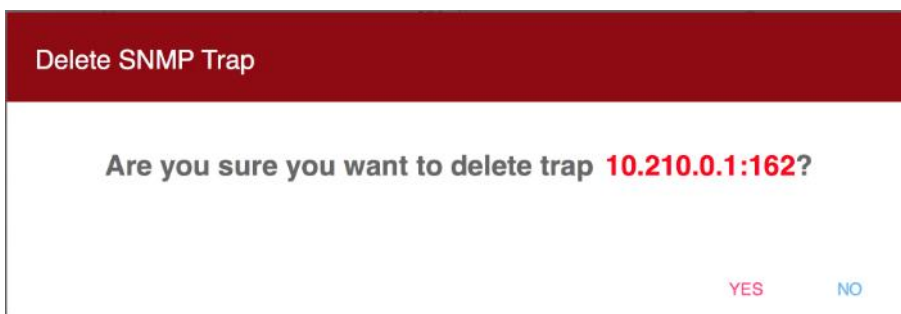 Delete SNMP Trap
Are you sure you want to delete trap 10.210.0.1:162?
YES NO